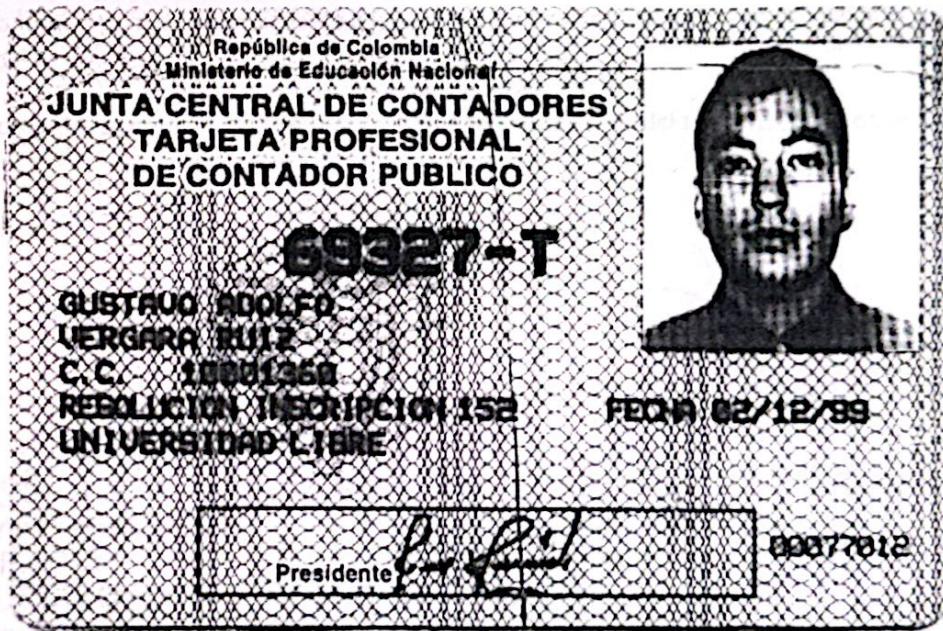 República de Colombia
Ministerio de Educación Nacional
JUNTA CENTRAL DE CONTADORES
TARJETA PROFESIONAL
DE CONTADOR PUBLICO
69327-T
GUSTAVO ADOLFO
VERGARA RUIZ
C.C. 10001360
RESOLUCION INSCRIPCION 152 FECHA 02/12/99
UNIVERSIDAD LIBRE
Presidente
00077012